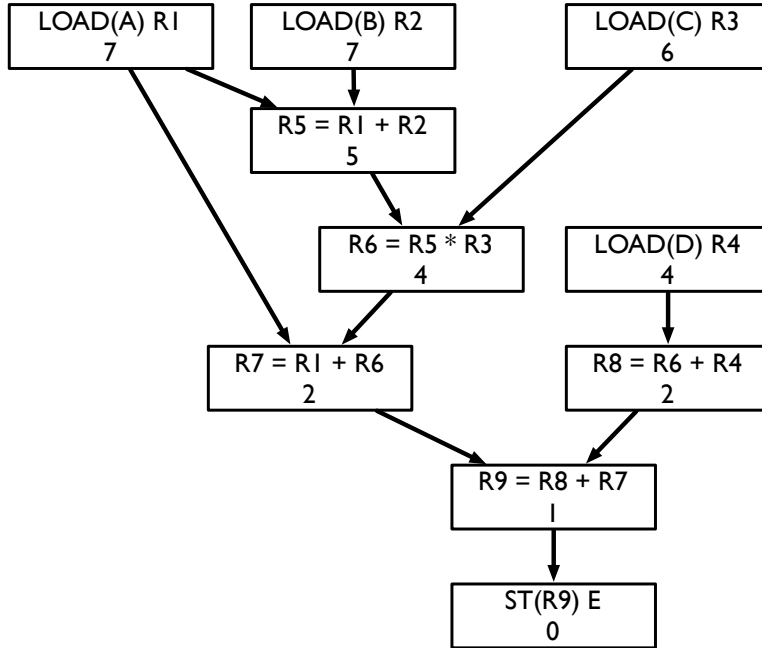 LOAD(A) R1
7
LOAD(B) R2
7
LOAD(C) R3
6
R5 = R1 + R2
5
R6 = R5 * R3
4
LOAD(D) R4
4
R7 = R1 + R6
2
R8 = R6 + R4
2
R9 = R8 + R7
1
ST(R9) E
0